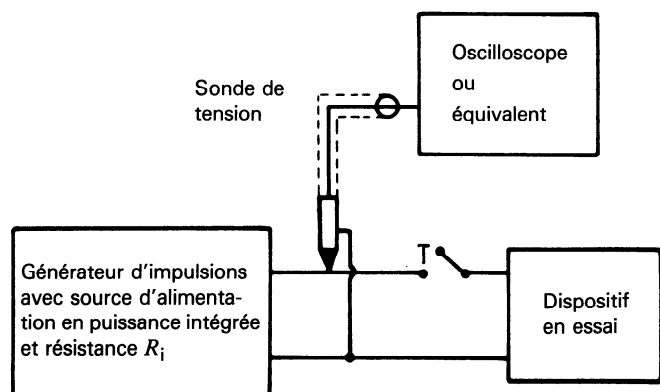 Oscilloscope
ou
équivalent
Sonde de
tension
Générateur d'impulsions
avec source d'alimenta-
tion en puissance intégrée
et résistance Ri
T
Dispositif
en essai